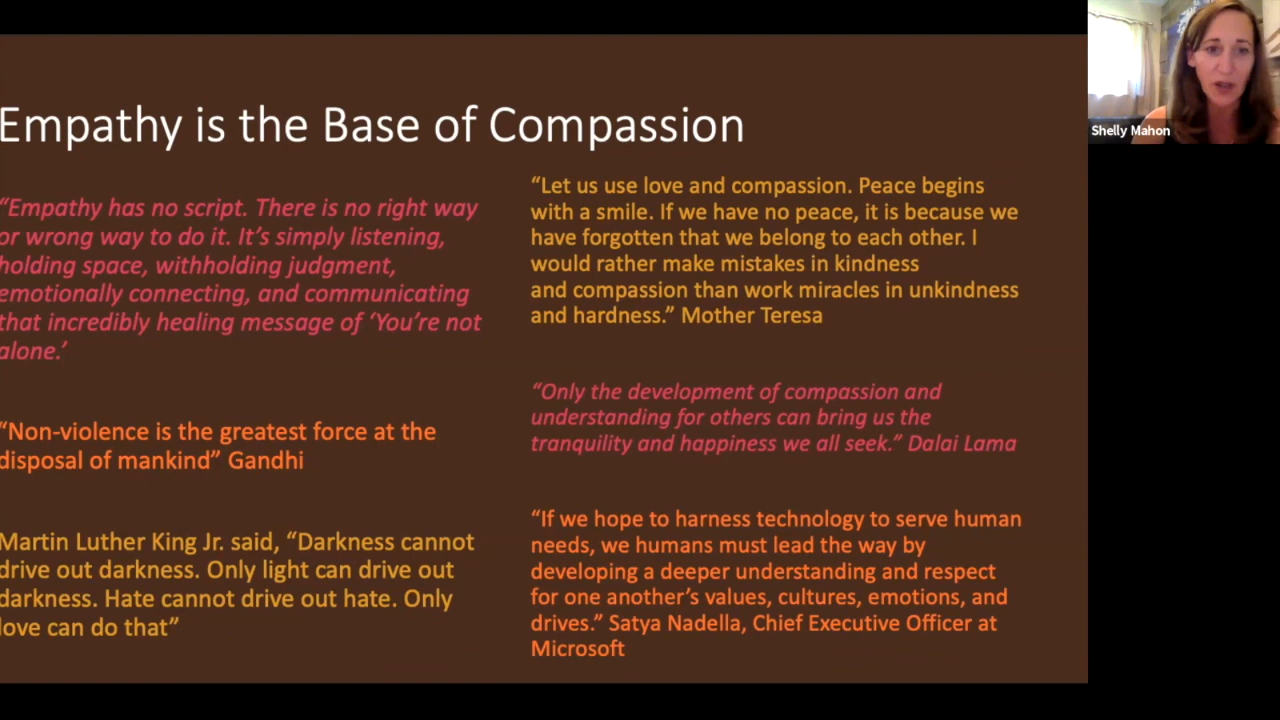 Empathy is the Base of Compassion
“Empathy has no script. There is no right way
or wrong way to do it. It’s simply listening,
holding space, withholding judgment,
emotionally connecting, and communicating
that incredibly healing message of ‘You’re not
alone.’
“Non-violence is the greatest force at the
disposal of mankind” Gandhi
Martin Luther King Jr. said, “Darkness cannot
drive out darkness. Only light can drive out
darkness. Hate cannot drive out hate. Only
love can do that”
“Let us use love and compassion. Peace begins
with a smile. If we have no peace, it is because we
have forgotten that we belong to each other. I
would rather make mistakes in kindness
and compassion than work miracles in unkindness
and hardness.” Mother Teresa
“Only the development of compassion and
understanding for others can bring us the
tranquility and happiness we all seek.” Dalai Lama
“If we hope to harness technology to serve human
needs, we humans must lead the way by
developing a deeper understanding and respect
for one another’s values, cultures, emotions, and
drives.” Satya Nadella, Chief Executive Officer at
Microsoft
Shelly Mahon